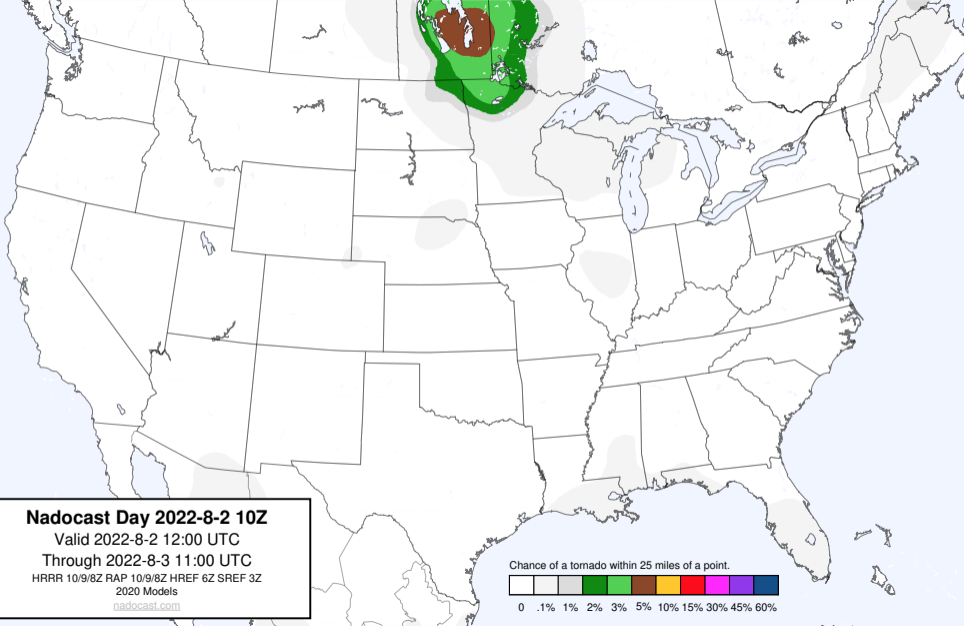 Nadocast Day 2022-8-2 10Z
Valid 2022-8-2 12:00 UTC
Through 2022-8-3 11:00 UTC
HRRR 10/9/8Z RAP 10/9/8Z HREF 6Z SREF 3Z
2020 Models
nadocast.com
Chance of a tornado within 25 miles of a point.
0 .1% 1% 2% 3% 5% 10% 15% 30% 45% 60%